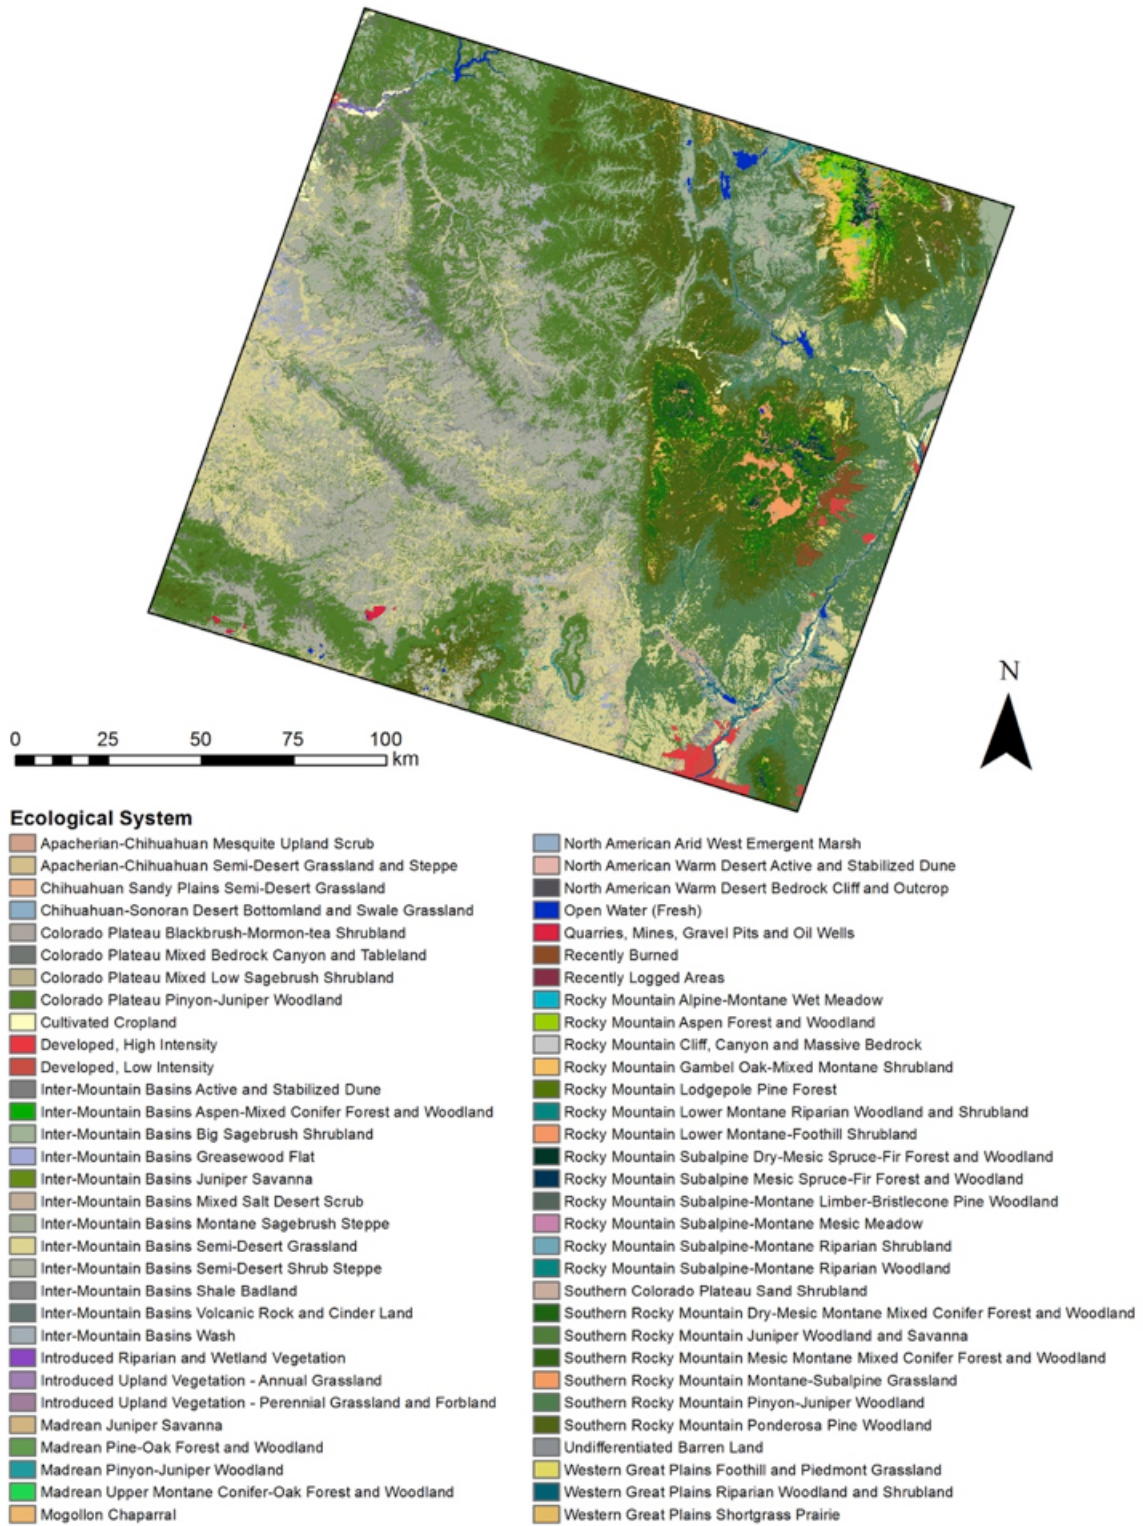 N
0 25 50 75 100
km
Ecological System
Apacherian-Chihuahuan Mesquite Upland Scrub
Apacherian-Chihuahuan Semi-Desert Grassland and Steppe
Chihuahuan Sandy Plains Semi-Desert Grassland
Chihuahuan-Sonoran Desert Bottomland and Swale Grassland
Colorado Plateau Blackbrush-Mormon-tea Shrubland
Colorado Plateau Mixed Bedrock Canyon and Tableland
Colorado Plateau Mixed Low Sagebrush Shrubland
Colorado Plateau Pinyon-Juniper Woodland
Cultivated Cropland
Developed, High Intensity
Developed, Low Intensity
Inter-Mountain Basins Active and Stabilized Dune
Inter-Mountain Basins Aspen-Mixed Conifer Forest and Woodland
Inter-Mountain Basins Big Sagebrush Shrubland
Inter-Mountain Basins Greasewood Flat
Inter-Mountain Basins Juniper Savanna
Inter-Mountain Basins Mixed Salt Desert Scrub
Inter-Mountain Basins Montane Sagebrush Steppe
Inter-Mountain Basins Semi-Desert Grassland
Inter-Mountain Basins Semi-Desert Shrub Steppe
Inter-Mountain Basins Shale Badland
Inter-Mountain Basins Volcanic Rock and Cinder Land
Inter-Mountain Basins Wash
Introduced Riparian and Wetland Vegetation
Introduced Upland Vegetation - Annual Grassland
Introduced Upland Vegetation - Perennial Grassland and Forbland
Madrean Juniper Savanna
Madrean Pine-Oak Forest and Woodland
Madrean Pinyon-Juniper Woodland
Madrean Upper Montane Conifer-Oak Forest and Woodland
Mogollon Chaparral
North American Arid West Emergent Marsh
North American Warm Desert Active and Stabilized Dune
North American Warm Desert Bedrock Cliff and Outcrop
Open Water (Fresh)
Quarries, Mines, Gravel Pits and Oil Wells
Recently Burned
Recently Logged Areas
Rocky Mountain Alpine-Montane Wet Meadow
Rocky Mountain Aspen Forest and Woodland
Rocky Mountain Cliff, Canyon and Massive Bedrock
Rocky Mountain Gambel Oak-Mixed Montane Shrubland
Rocky Mountain Lodgepole Pine Forest
Rocky Mountain Lower Montane Riparian Woodland and Shrubland
Rocky Mountain Lower Montane-Foothill Shrubland
Rocky Mountain Subalpine Dry-Mesic Spruce-Fir Forest and Woodland
Rocky Mountain Subalpine Mesic Spruce-Fir Forest and Woodland
Rocky Mountain Subalpine-Montane Limber-Bristlecone Pine Woodland
Rocky Mountain Subalpine-Montane Mesic Meadow
Rocky Mountain Subalpine-Montane Riparian Shrubland
Rocky Mountain Subalpine-Montane Riparian Woodland
Southern Colorado Plateau Sand Shrubland
Southern Rocky Mountain Dry-Mesic Montane Mixed Conifer Forest and Woodland
Southern Rocky Mountain Juniper Woodland and Savanna
Southern Rocky Mountain Mesic Montane Mixed Conifer Forest and Woodland
Southern Rocky Mountain Montane-Subalpine Grassland
Southern Rocky Mountain Pinyon-Juniper Woodland
Southern Rocky Mountain Ponderosa Pine Woodland
Undifferentiated Barren Land
Western Great Plains Foothill and Piedmont Grassland
Western Great Plains Riparian Woodland and Shrubland
Western Great Plains Shortgrass Prairie